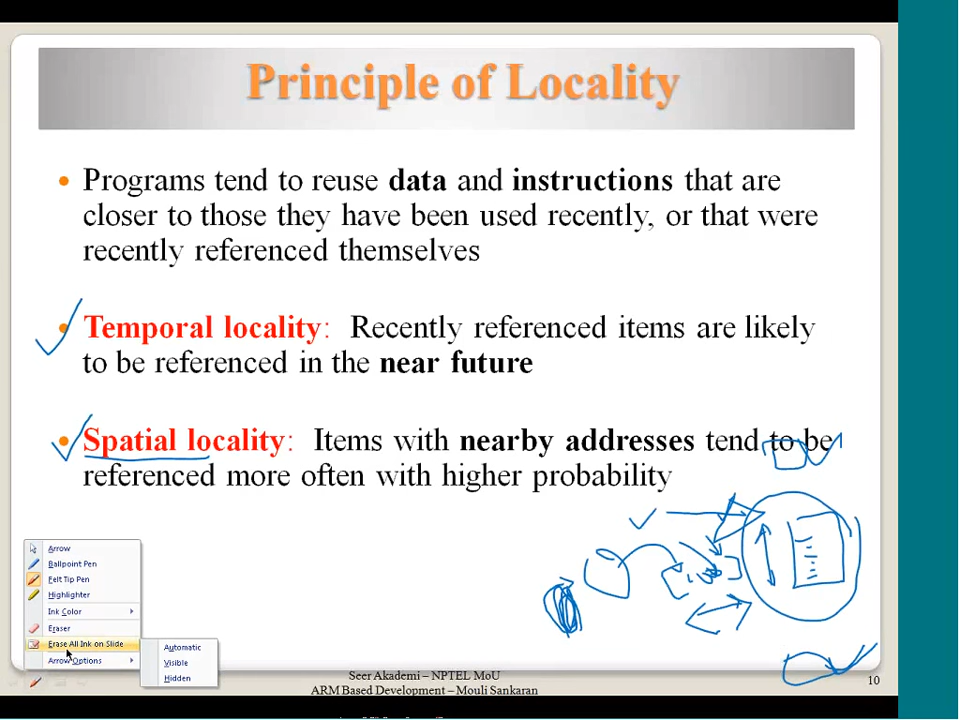 Principle of Locality
• Programs tend to reuse data and instructions that are
closer to those they have been used recently, or that were
recently referenced themselves
• Temporal locality: Recently referenced items are likely
to be referenced in the near future
• Spatial locality: Items with nearby addresses tend to be
referenced more often with higher probability
Arrow
Ballpoint Pen
Felt Tip Pen
Highlighter
Ink Color
Eraser
Erase All Ink on Slide
Arrow Options
Automatic
Visible
Hidden
Seer Akademi – NPTEL MoU
ARM Based Development – Mouli Sankaran
10